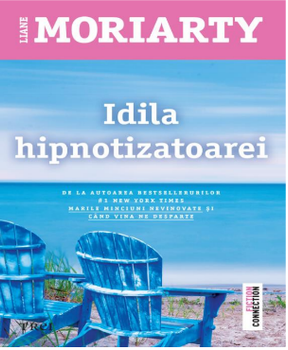 LIANE MORIARTY
Idila
hipnotizatoarei
DE LA AUTOAREA BESTSELLERURILOR
#1 NEW YORK TIMES
MARILE MINCIUNI NEVINOVATE ȘI
CÂND VINA NE DESPARTE
FICTION
CONNECTION
TREI